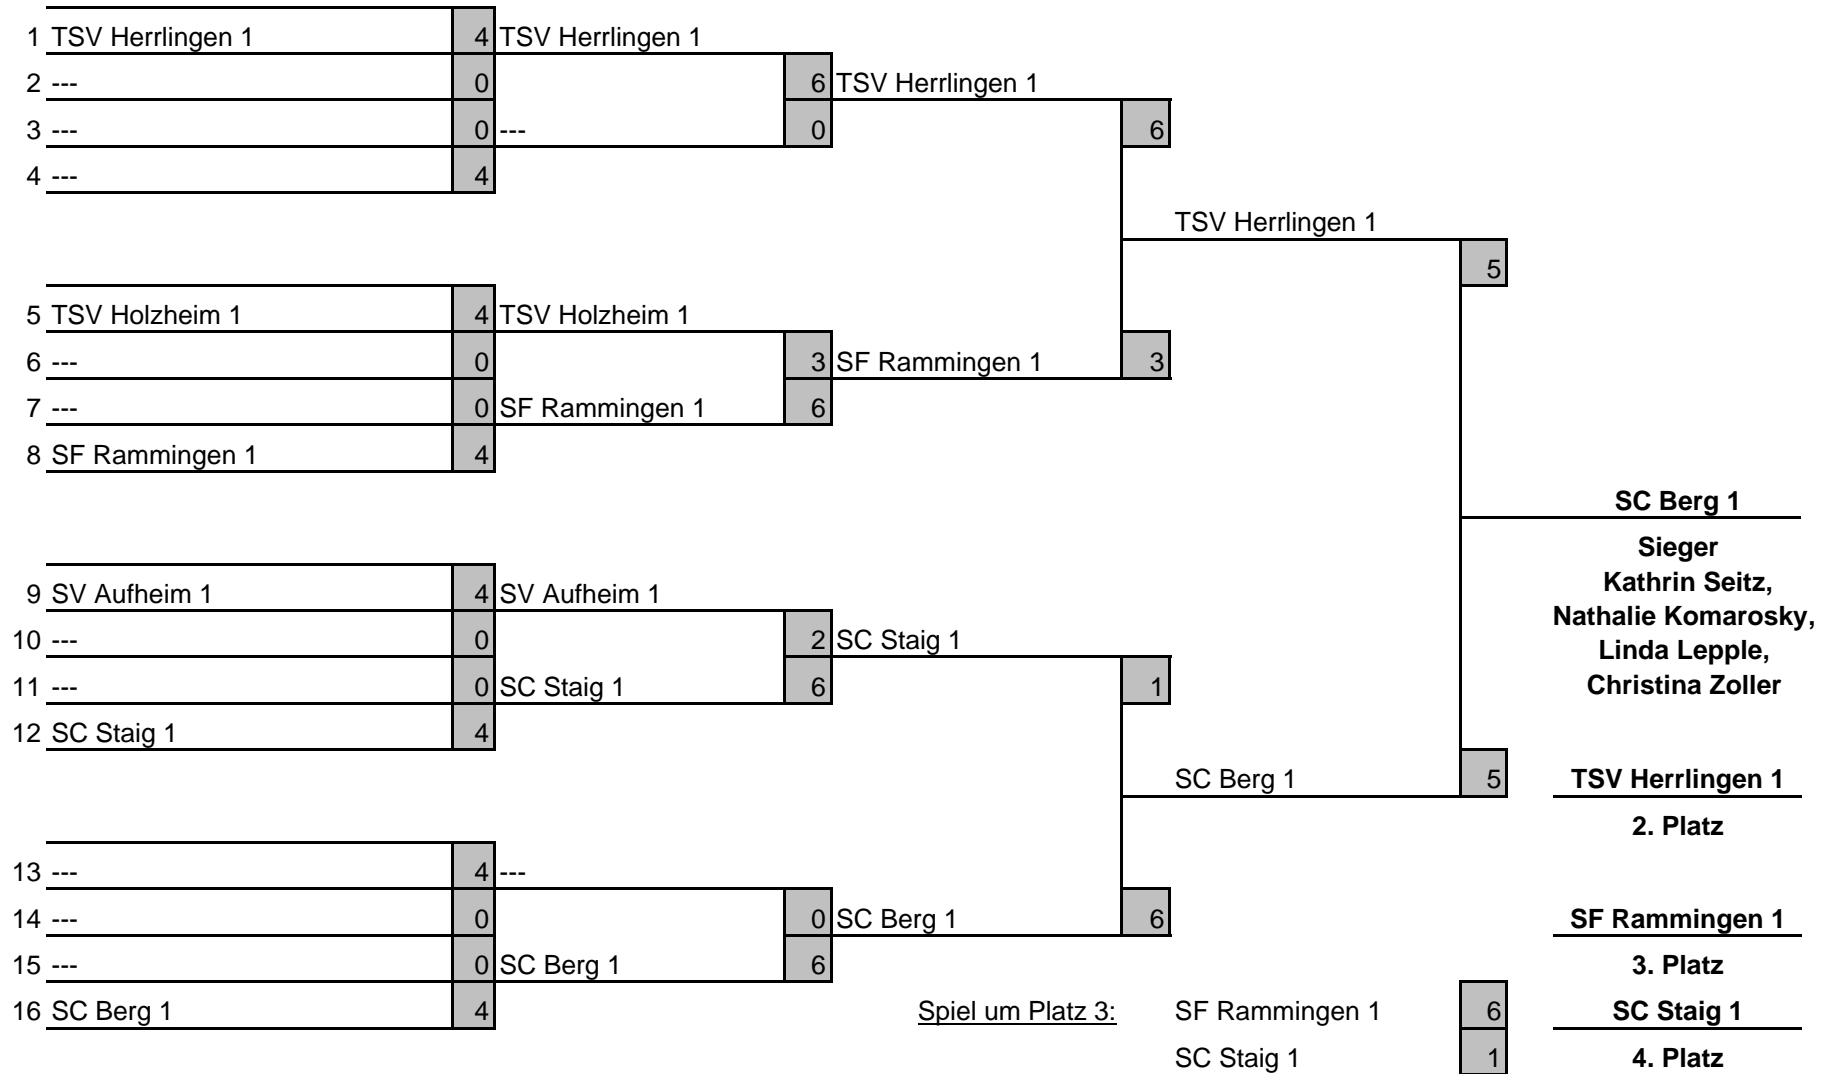 1 TSV Herrlingen 1 4 TSV Herrlingen 1
2 --- 0 6 TSV Herrlingen 1
3 --- 0 --- 0 6
4 --- 4
TSV Herrlingen 1
5
5 TSV Holzheim 1 4 TSV Holzheim 1
6 --- 0 3 SF Rammingen 1 3
7 --- 0 SF Rammingen 1 6
8 SF Rammingen 1 4
SC Berg 1
Sieger
9 SV Aufheim 1 4 SV Aufheim 1 Kathrin Seitz,
Nathalie Komarosky,
10 --- 0 2 SC Staig 1 Linda Lepple,
11 --- 0 SC Staig 1 6 1 Christina Zoller
12 SC Staig 1 4
SC Berg 1 5 TSV Herrlingen 1
2. Platz
13 --- 4 ---
14 --- 0 0 SC Berg 1 6 SF Rammingen 1
15 --- 0 SC Berg 1 6 3. Platz
16 SC Berg 1 4 Spiel um Platz 3: SF Rammingen 1 6 SC Staig 1
SC Staig 1 1 4. Platz